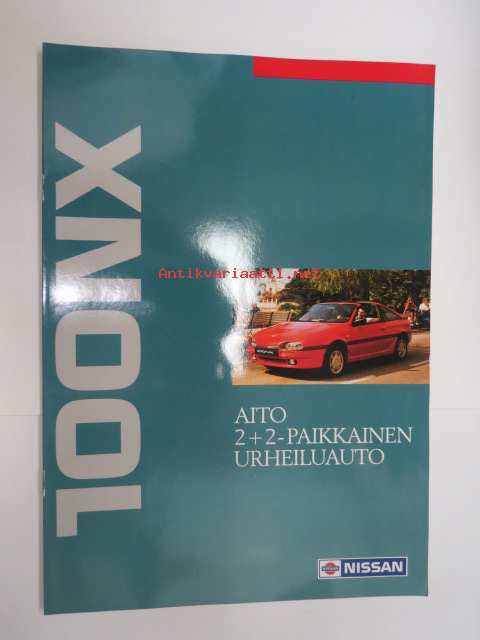 100NX
Antikvariaatti.net
AITO
2+2-PAIKKAINEN
URHEILUAUTO
NISSAN